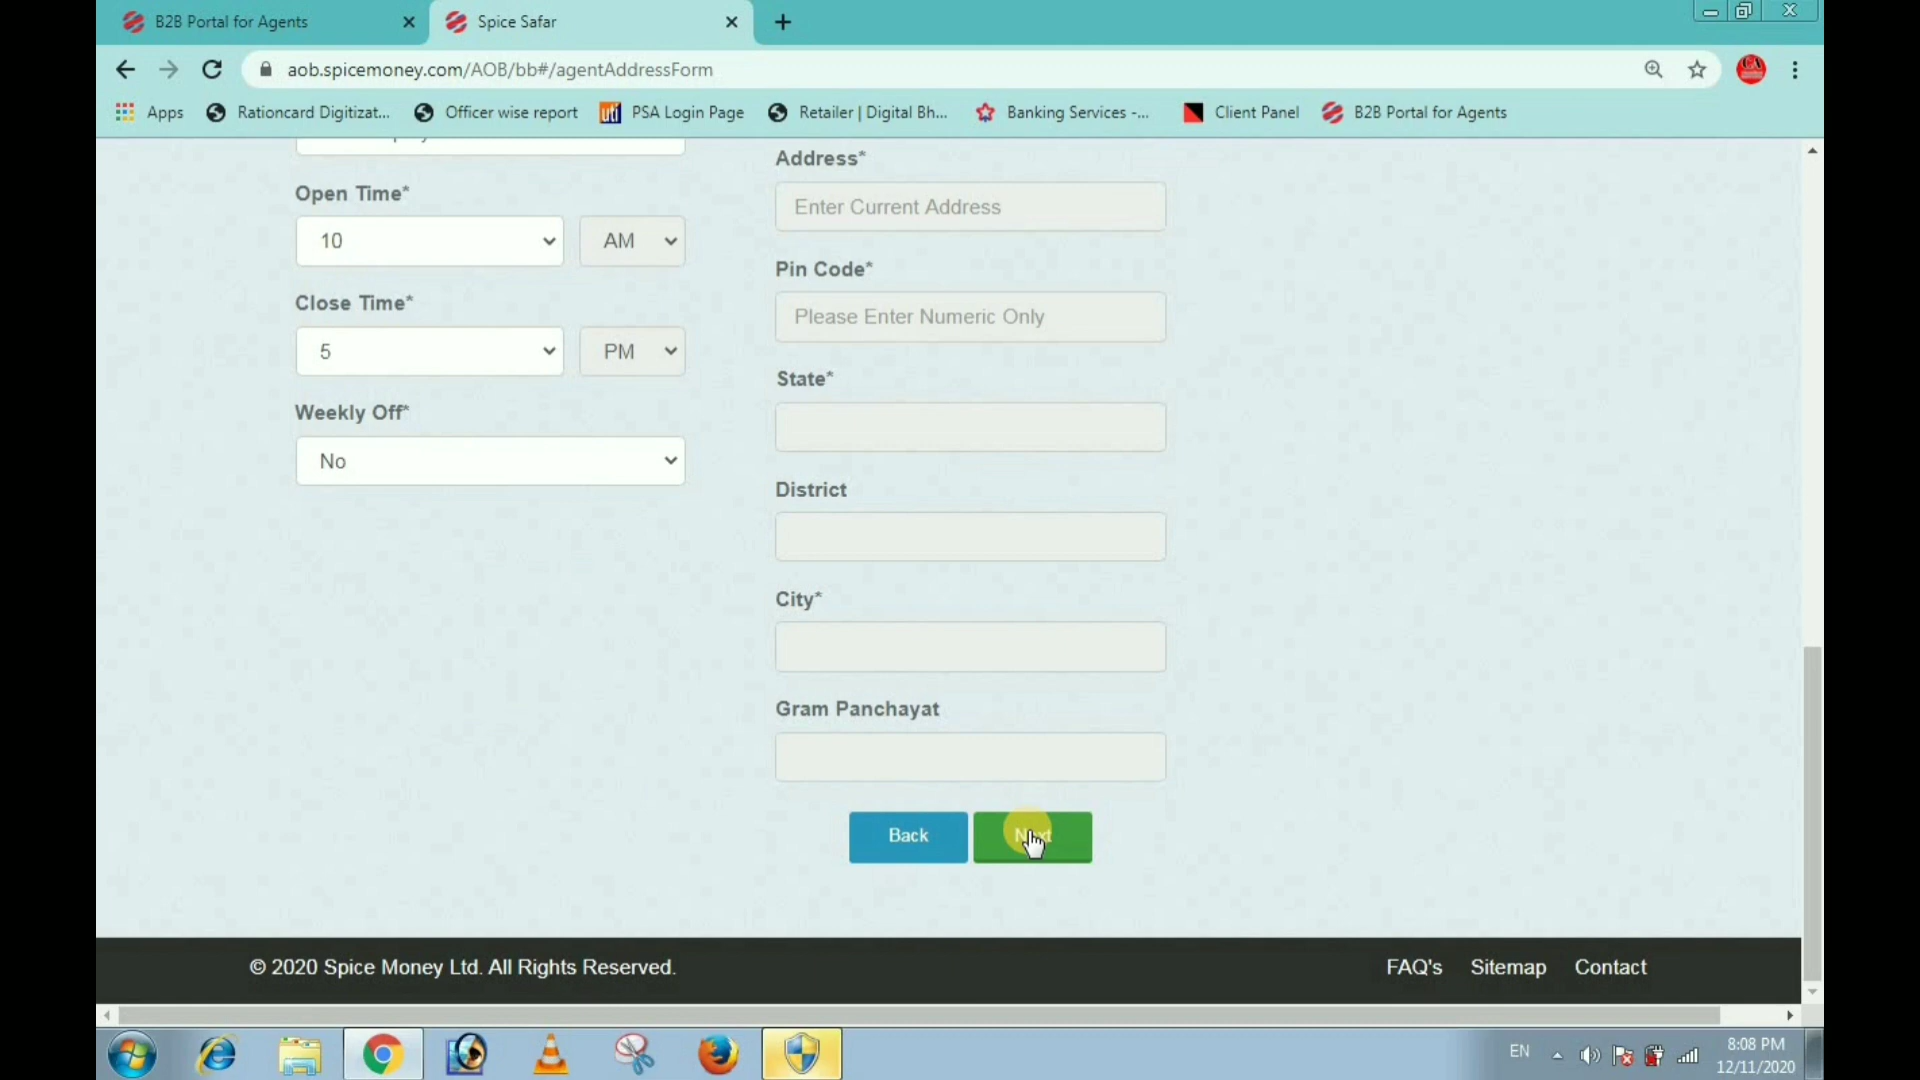 B2B Portal for Agents
Spice Safar
aob.spicemoney.com/AOB/bb#/agentAddressForm
Apps
Rationcard Digitizat...
Officer wise report
uti
PSA Login Page
Retailer | Digital Bh...
Banking Services -...
Client Panel
B2B Portal for Agents
Open Time*
10
AM
Close Time*
5
PM
Weekly Off*
No
Address*
Enter Current Address
Pin Code*
Please Enter Numeric Only
State*
District
City*
Gram Panchayat
Back
Next
© 2020 Spice Money Ltd. All Rights Reserved.
FAQ's
Sitemap
Contact
EN
8:08 PM
12/11/2020